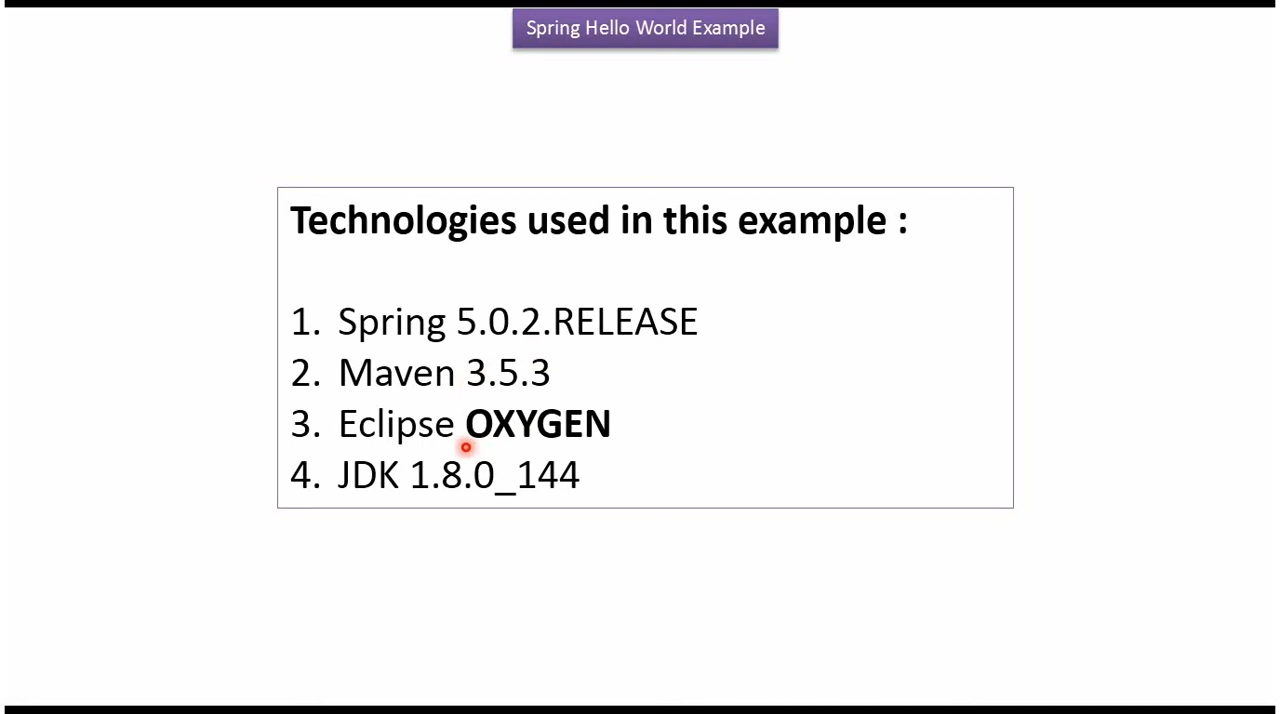 Spring Hello World Example
Technologies used in this example :
1. Spring 5.0.2.RELEASE
2. Maven 3.5.3
3. Eclipse OXYGEN
4. JDK 1.8.0_144